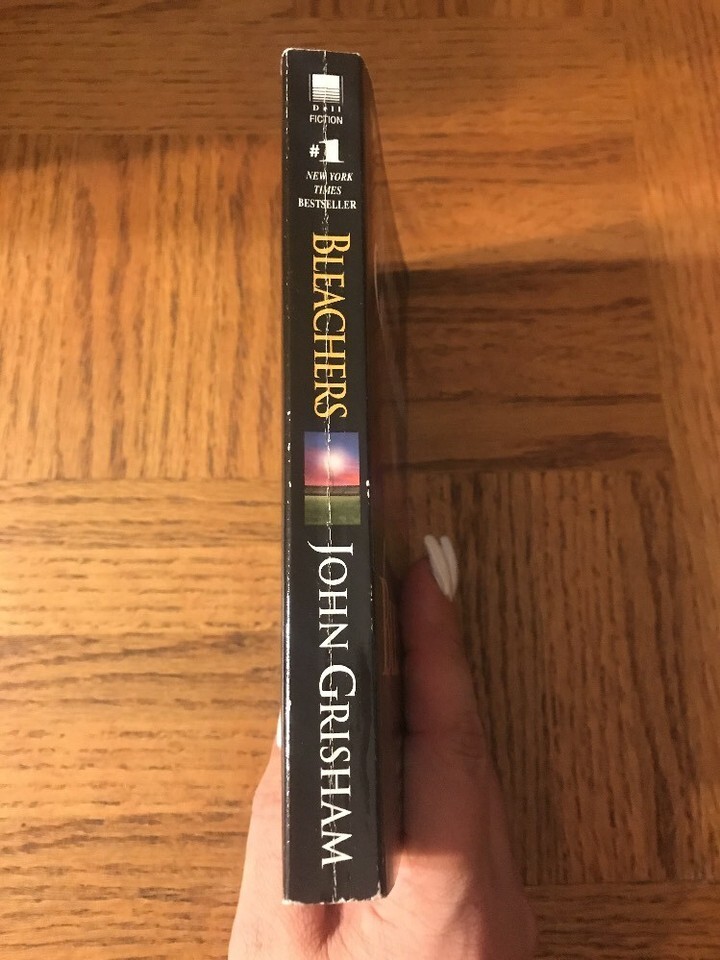 Dell
FICTION
#1
NEW YORK
TIMES
BESTSELLER
BLEACHERS
JOHN GRISHAM